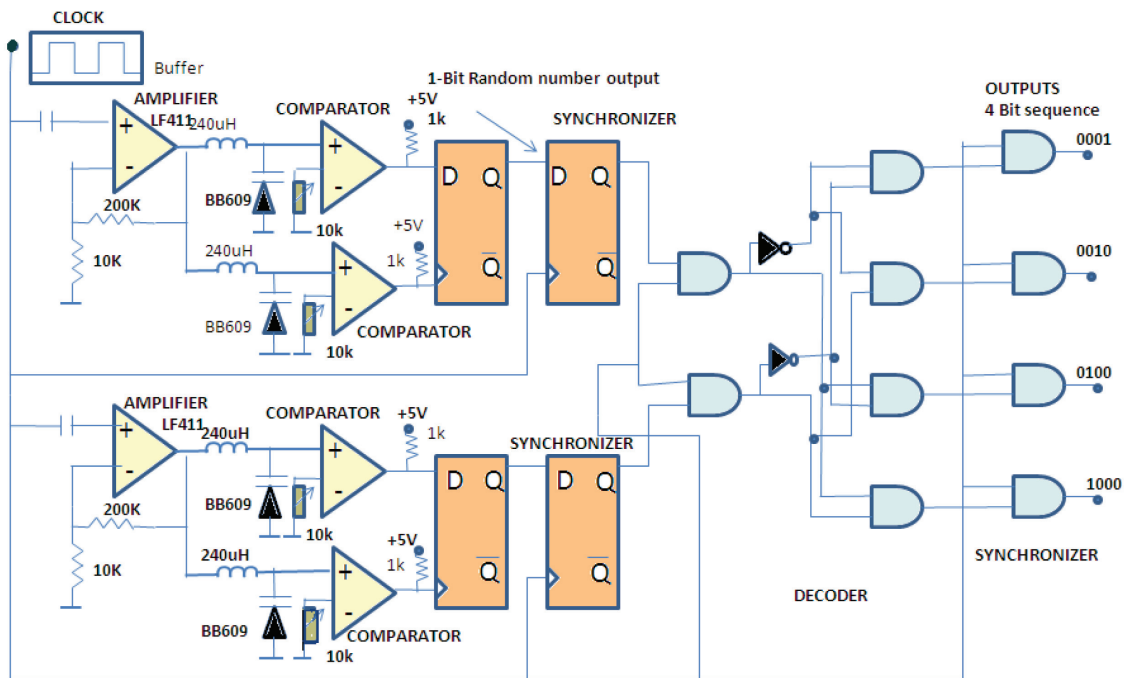 CLOCK
Buffer
AMPLIFIER
LF411
240uH
COMPARATOR
+5V
1k
1-Bit Random number output
SYNCHRONIZER
OUTPUTS
4 Bit sequence
0001
+
-
+
-
D Q
Q
D Q
Q
BB609
200K
10k
10K
240uH
+5V
1k
+
-
BB609
COMPARATOR
10k
0010
0100
AMPLIFIER
LF411
240uH
COMPARATOR
+5V
1k
SYNCHRONIZER
+
-
+
-
D Q
Q
D Q
Q
BB609
200K
10k
10K
240uH
+5V
1k
+
-
BB609
COMPARATOR
10k
1000
SYNCHRONIZER
DECODER